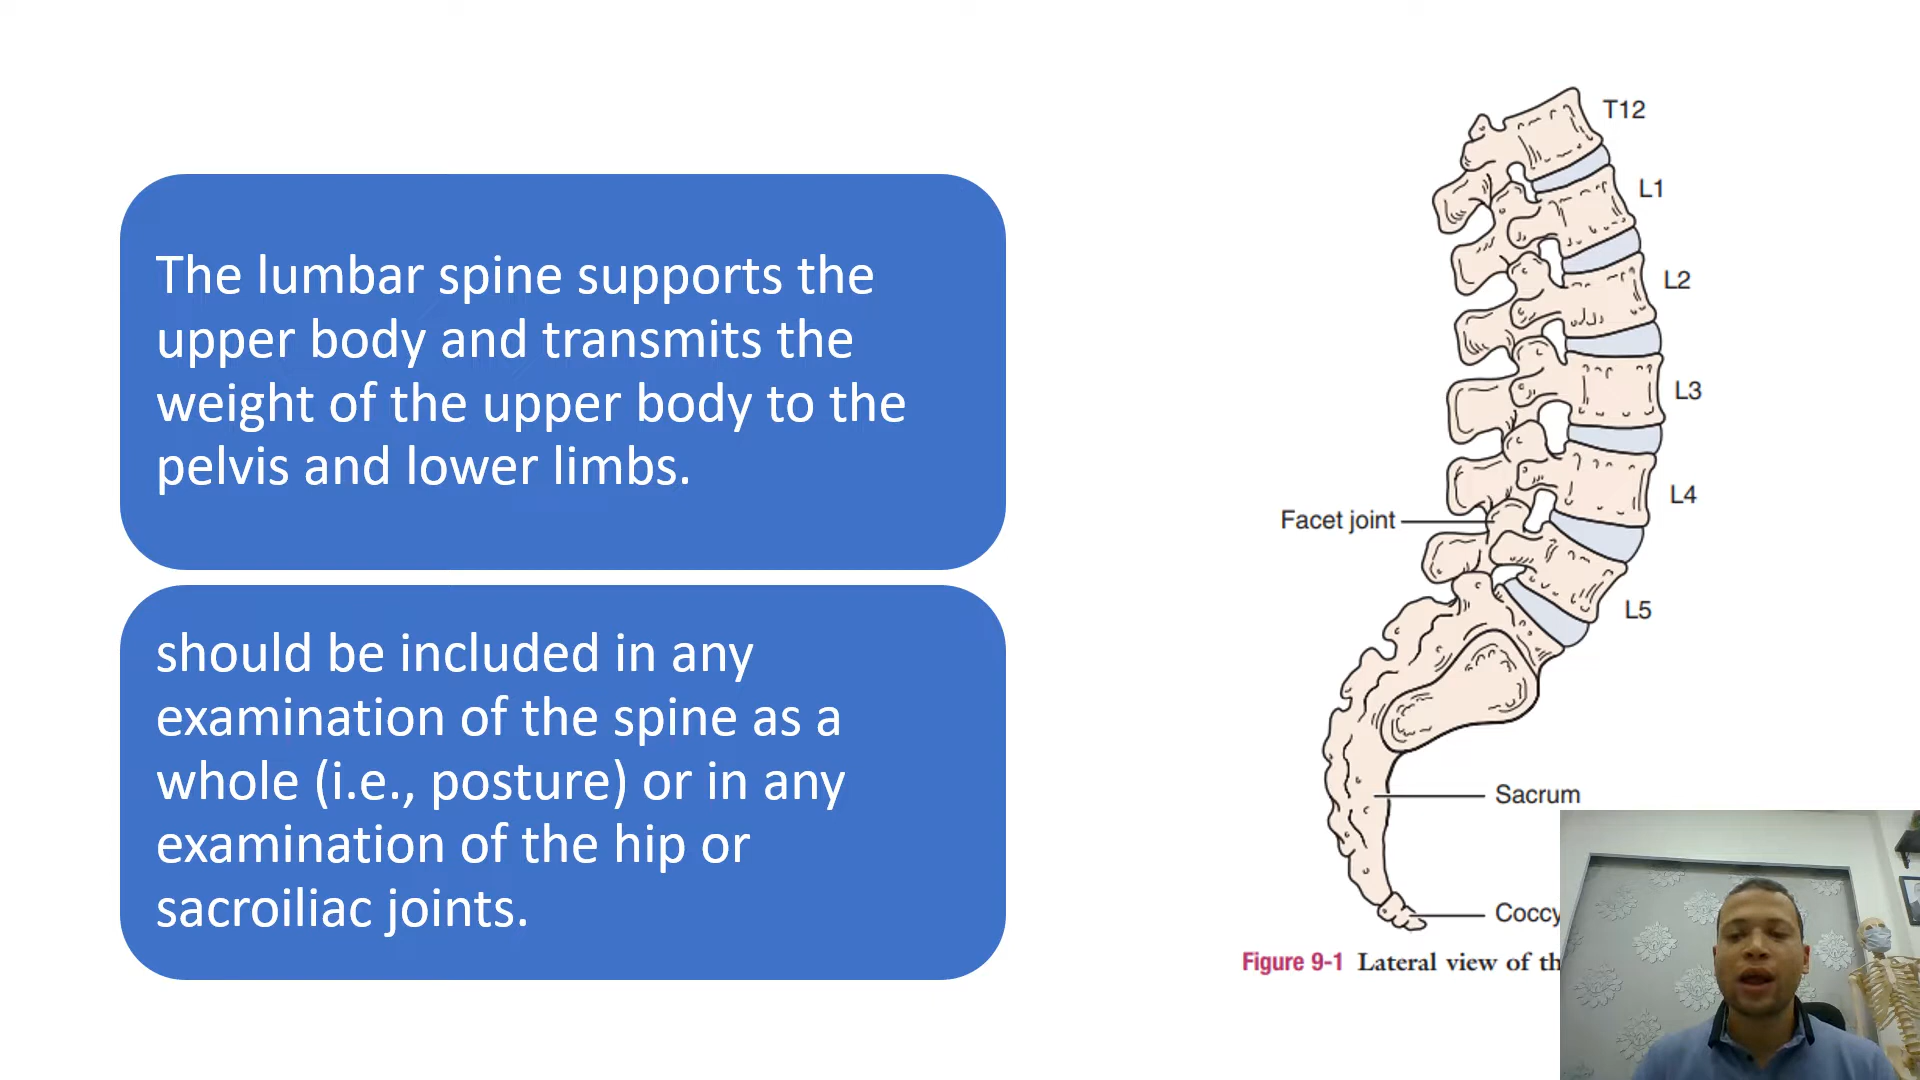 The lumbar spine supports the
upper body and transmits the
weight of the upper body to the
pelvis and lower limbs.
should be included in any
examination of the spine as a
whole (i.e., posture) or in any
examination of the hip or
sacroiliac joints.
T12
L1
L2
L3
L4
Facet joint
L5
Sacrum
Coccy
Figure 9-1 Lateral view of th